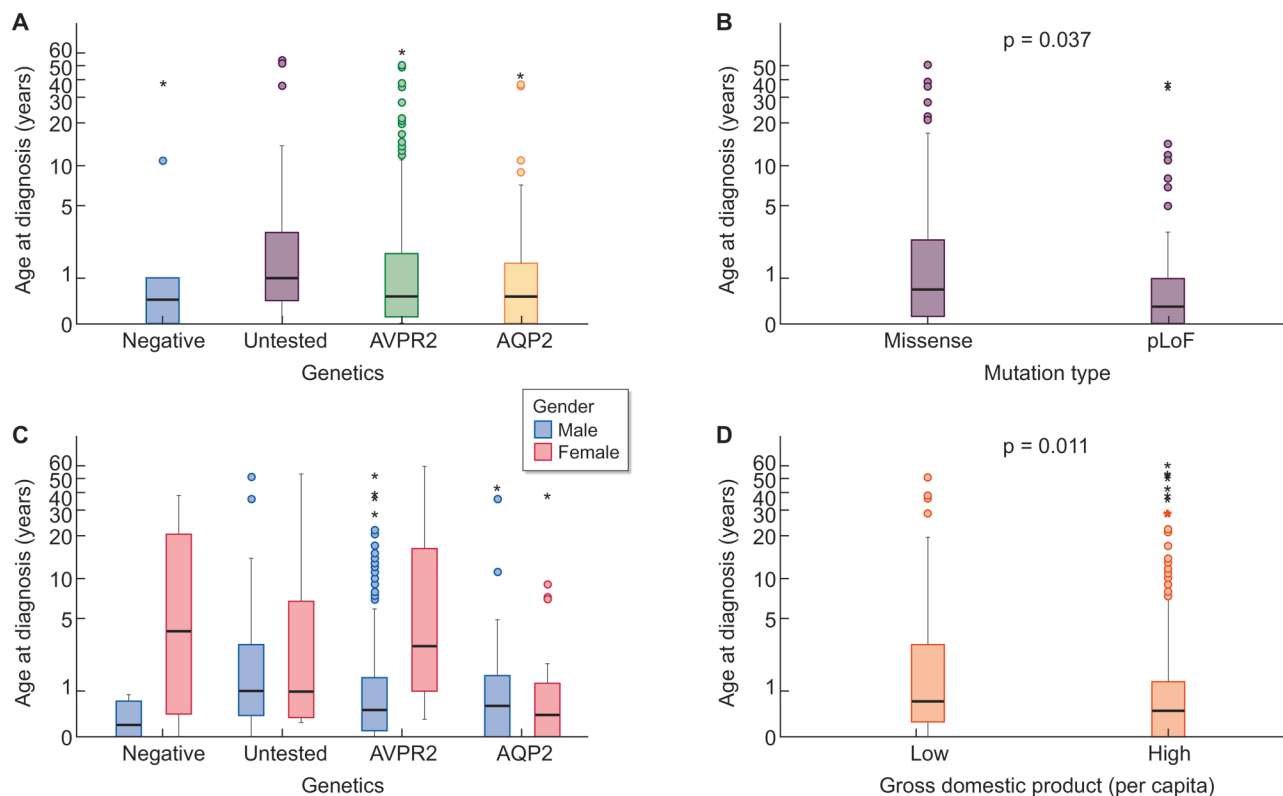 A
Age at diagnosis (years)
60
50
40
30
20
10
5
1
0
*
*
*
Negative
Untested
AVPR2
AQP2
Genetics
B
p = 0.037
Age at diagnosis (years)
50
40
30
20
10
5
1
0
*
*
Missense
pLoF
Mutation type
C
Gender
Male
Female
Age at diagnosis (years)
60
50
40
30
20
10
5
1
0
Negative
Untested
AVPR2
AQP2
Genetics
D
p = 0.011
Age at diagnosis (years)
60
50
40
30
20
10
5
1
0
Low
High
Gross domestic product (per capita)